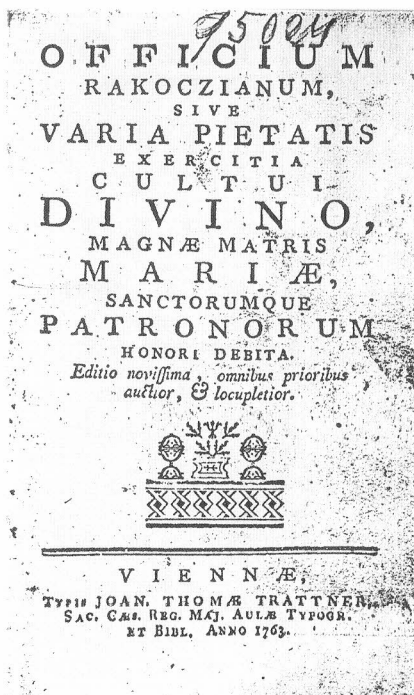 95024
OFFICIUM
RAKOCZIANUM,
SIVE
VARIA PIETATIS
EXERCITIA
CULTUI
DIVINO,
MAGNÆ MATRIS
MARIÆ,
SANCTORUMQUE
PATRONORUM
HONORI DEBITA.
Editio noviſſima, omnibus prioribus
auctior, & locupletior.
VIENNÆ,
TYPIS JOAN. THOMÆ TRATTNER,
SAC. CÆS. REG. MAJ. AULÆ TYPOGR.
ET BIBL. ANNO 1763.